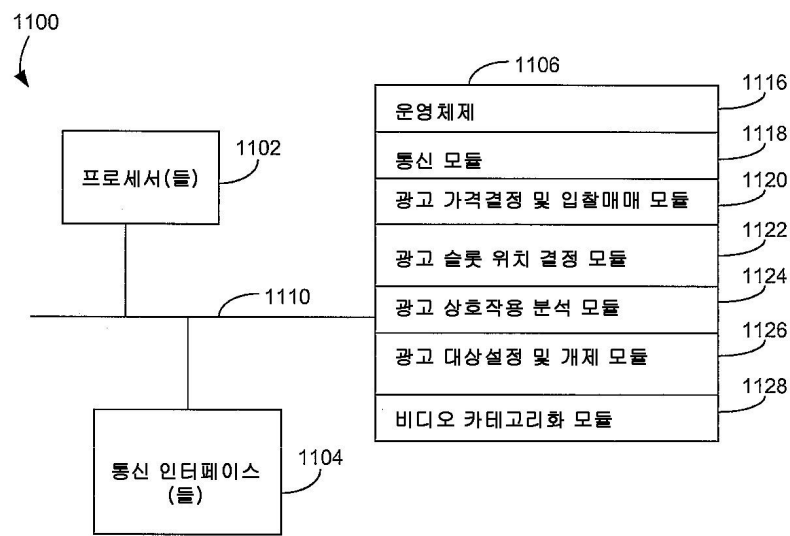 1100
1106
운영체제
1116
통신 모듈
1118
프로세서(들)
1102
광고 가격결정 및 입찰매매 모듈
1120
광고 슬롯 위치 결정 모듈
1122
1110
광고 상호작용 분석 모듈
1124
광고 대상설정 및 개제 모듈
1126
비디오 카테고리화 모듈
1128
통신 인터페이스
(들)
1104